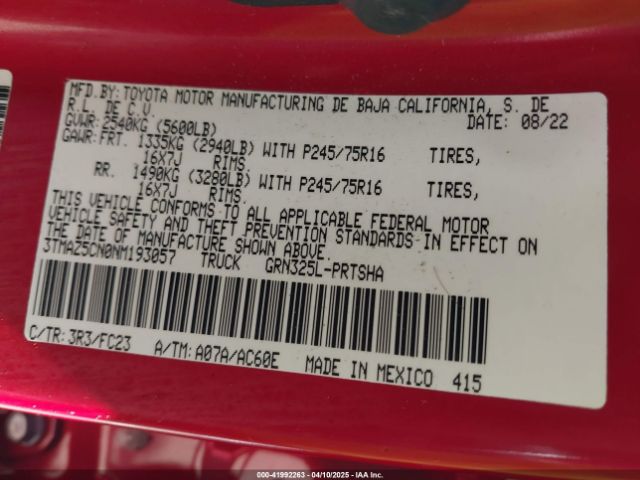 MFD.BY:TOYOTA MOTOR MANUFACTURING DE BAJA CALIFORNIA, S. DE
R.L. DE C.V.
DATE: 08/22
GVWR:2540KG (5600LB)
GAWR:FRT. 1335KG (2940LB) WITH P245/75R16 TIRES,
16X7J RIMS.
RR. 1490KG (3280LB) WITH P245/75R16 TIRES,
16X7J RIMS.
THIS VEHICLE CONFORMS TO ALL APPLICABLE FEDERAL MOTOR
VEHICLE SAFETY AND THEFT PREVENTION STANDARDS IN EFFECT ON
THE DATE OF MANUFACTURE SHOWN ABOVE.
3TMAZ5CN0NM193057 TRUCK GRN325L-PRTSHA
C/TR:3R3/FC23 A/TM:A07A/AC60E MADE IN MEXICO 415
000-41992263 - 04/10/2025 - IAA Inc.